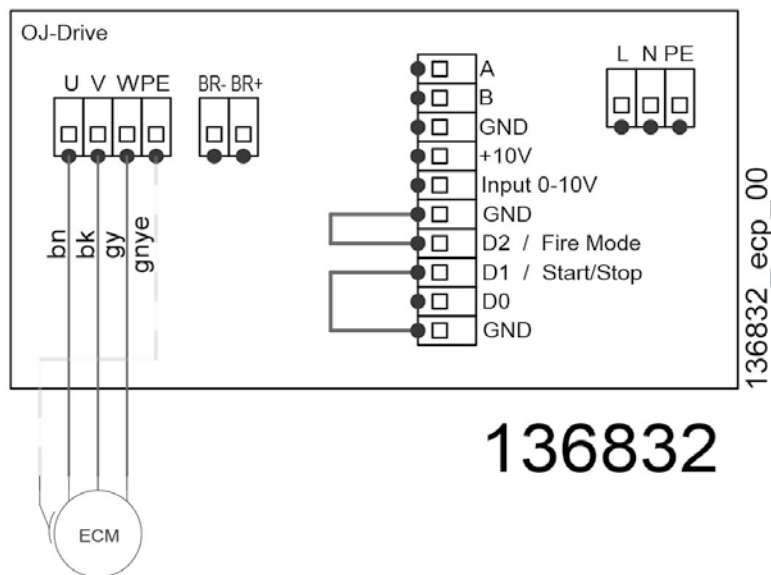 OJ-Drive
U V W PE
BR- BR+
bn
bk
gy
gnye
A
B
GND
+10V
Input 0-10V
GND
D2 / Fire Mode
D1 / Start/Stop
D0
GND
L N PE
136832_ecp_00
136832
ECM